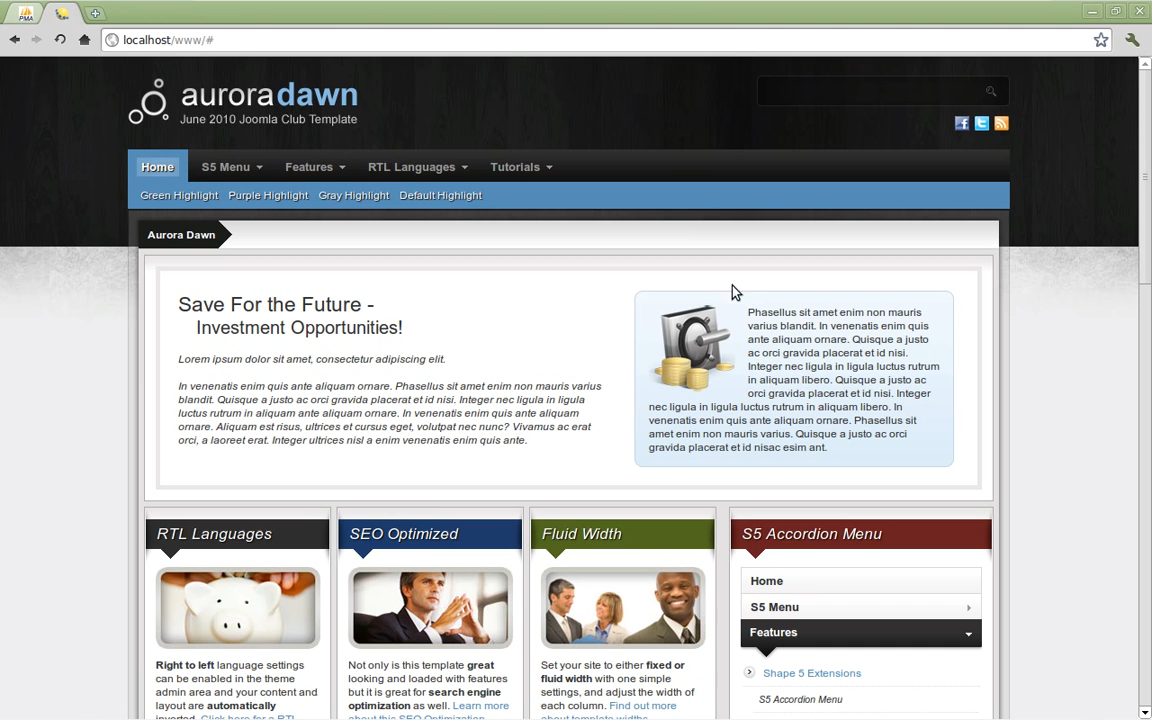 PMA
localhost/www/#
auroradawn
June 2010 Joomla Club Template
Home S5 Menu Features RTL Languages Tutorials
Green Highlight Purple Highlight Gray Highlight Default Highlight
Aurora Dawn
Save For the Future -
Investment Opportunities!
Lorem ipsum dolor sit amet, consectetur adipiscing elit.
In venenatis enim quis ante aliquam ornare. Phasellus sit amet enim non mauris varius
blandit. Quisque a justo ac orci gravida placerat et id nisi. Integer nec ligula in ligula
luctus rutrum in aliquam ante aliquam ornare. In venenatis enim quis ante aliquam
ornare. Aliquam est risus, ultrices et cursus eget, volutpat nec nunc? Vivamus ac erat
orci, a laoreet erat. Integer ultrices nisl a enim venenatis enim quis ante.
Phasellus sit amet enim non mauris
varius blandit. In venenatis enim quis
ante aliquam ornare. Quisque a justo
ac orci gravida placerat et id nisi.
Integer nec ligula in ligula luctus rutrum
in aliquam libero. Quisque a justo ac
orci gravida placerat et id nisi. Integer
nec ligula in ligula luctus rutrum in aliquam libero. In
venenatis enim quis ante aliquam ornare. Phasellus sit
amet enim non mauris varius. Quisque a justo ac orci
gravida placerat et id nisac esim ant.
RTL Languages
Right to left language settings
can be enabled in the theme
admin area and your content and
layout are automatically
inverted. Click here for a RTL
SEO Optimized
Not only is this template great
looking and loaded with features
but it is great for search engine
optimization as well. Learn more
about this SEO Optimization
Fluid Width
Set your site to either fixed or
fluid width with one simple
settings, and adjust the width of
each column. Find out more
about template widths
S5 Accordion Menu
Home
S5 Menu
Features
Shape 5 Extensions
S5 Accordion Menu